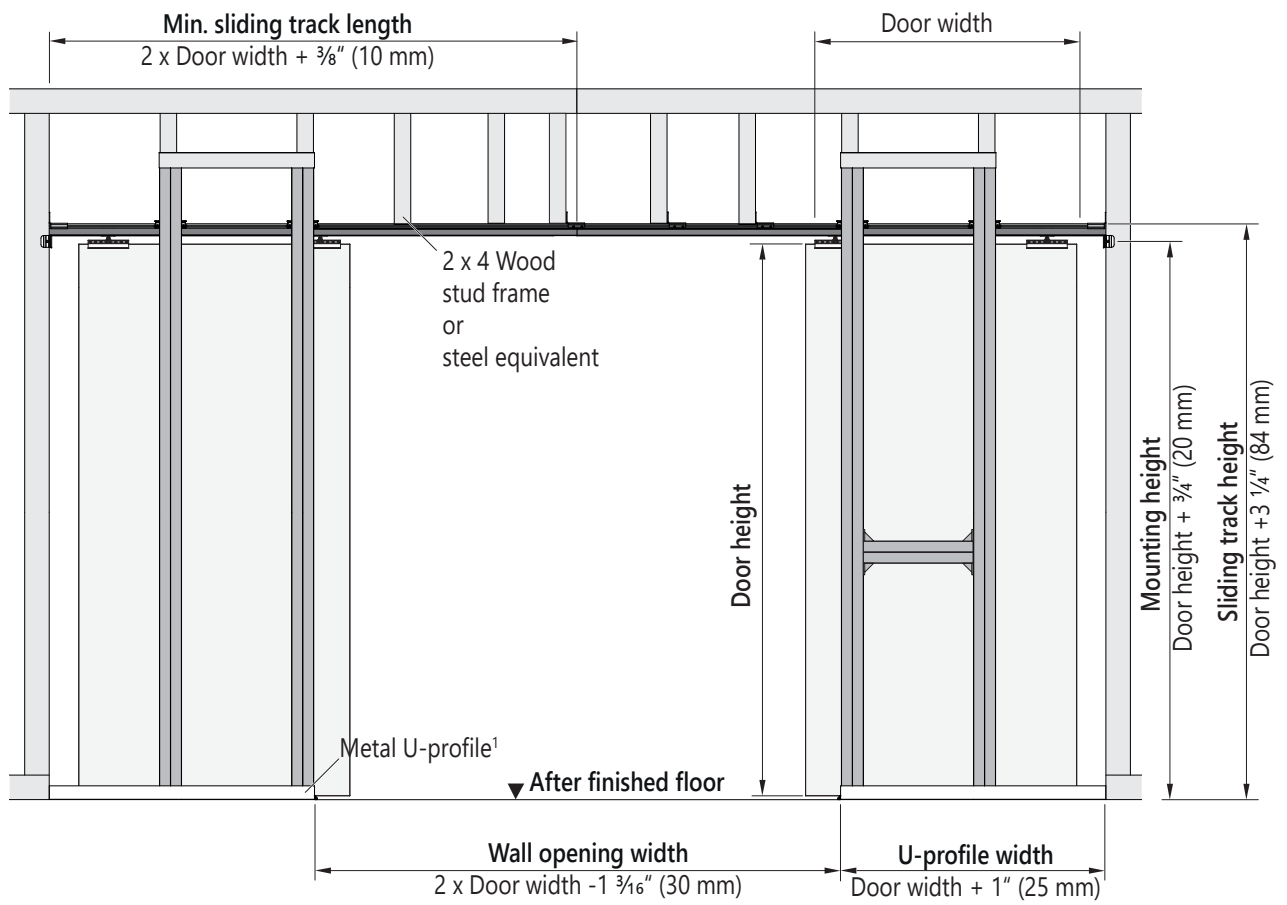 Min. sliding track length
2 x Door width + ⅜“ (10 mm)
Door width
2 x 4 Wood
stud frame
or
steel equivalent
Door height
Mounting height
Door height + ¾“ (20 mm)
Sliding track height
Door height +3 ¼“ (84 mm)
Metal U-profile¹
After finished floor
Wall opening width
2 x Door width -1 ³⁄₁₆“ (30 mm)
U-profile width
Door width + 1“ (25 mm)